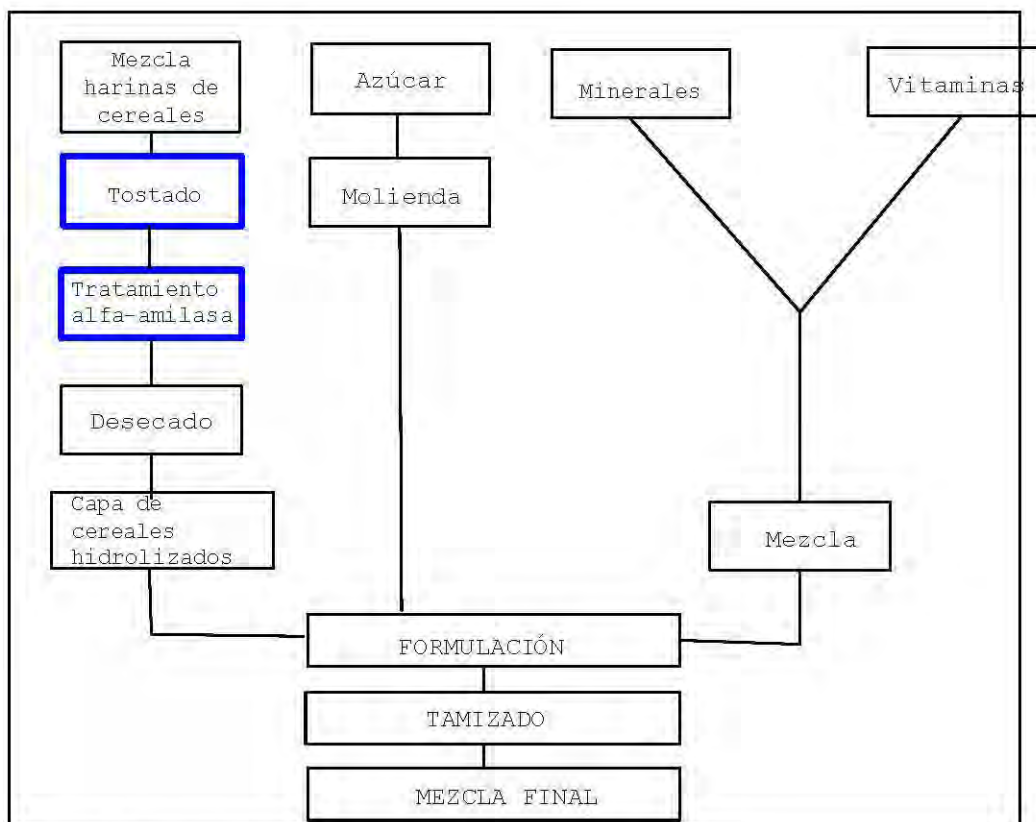 Mezcla
harinas de
cereales
Azúcar
Minerales
Vitaminas
Tostado
Molienda
Tratamiento
alfa-amilasa
Desecado
Capa de
cereales
hidrolizados
Mezcla
FORMULACIÓN
TAMIZADO
MEZCLA FINAL